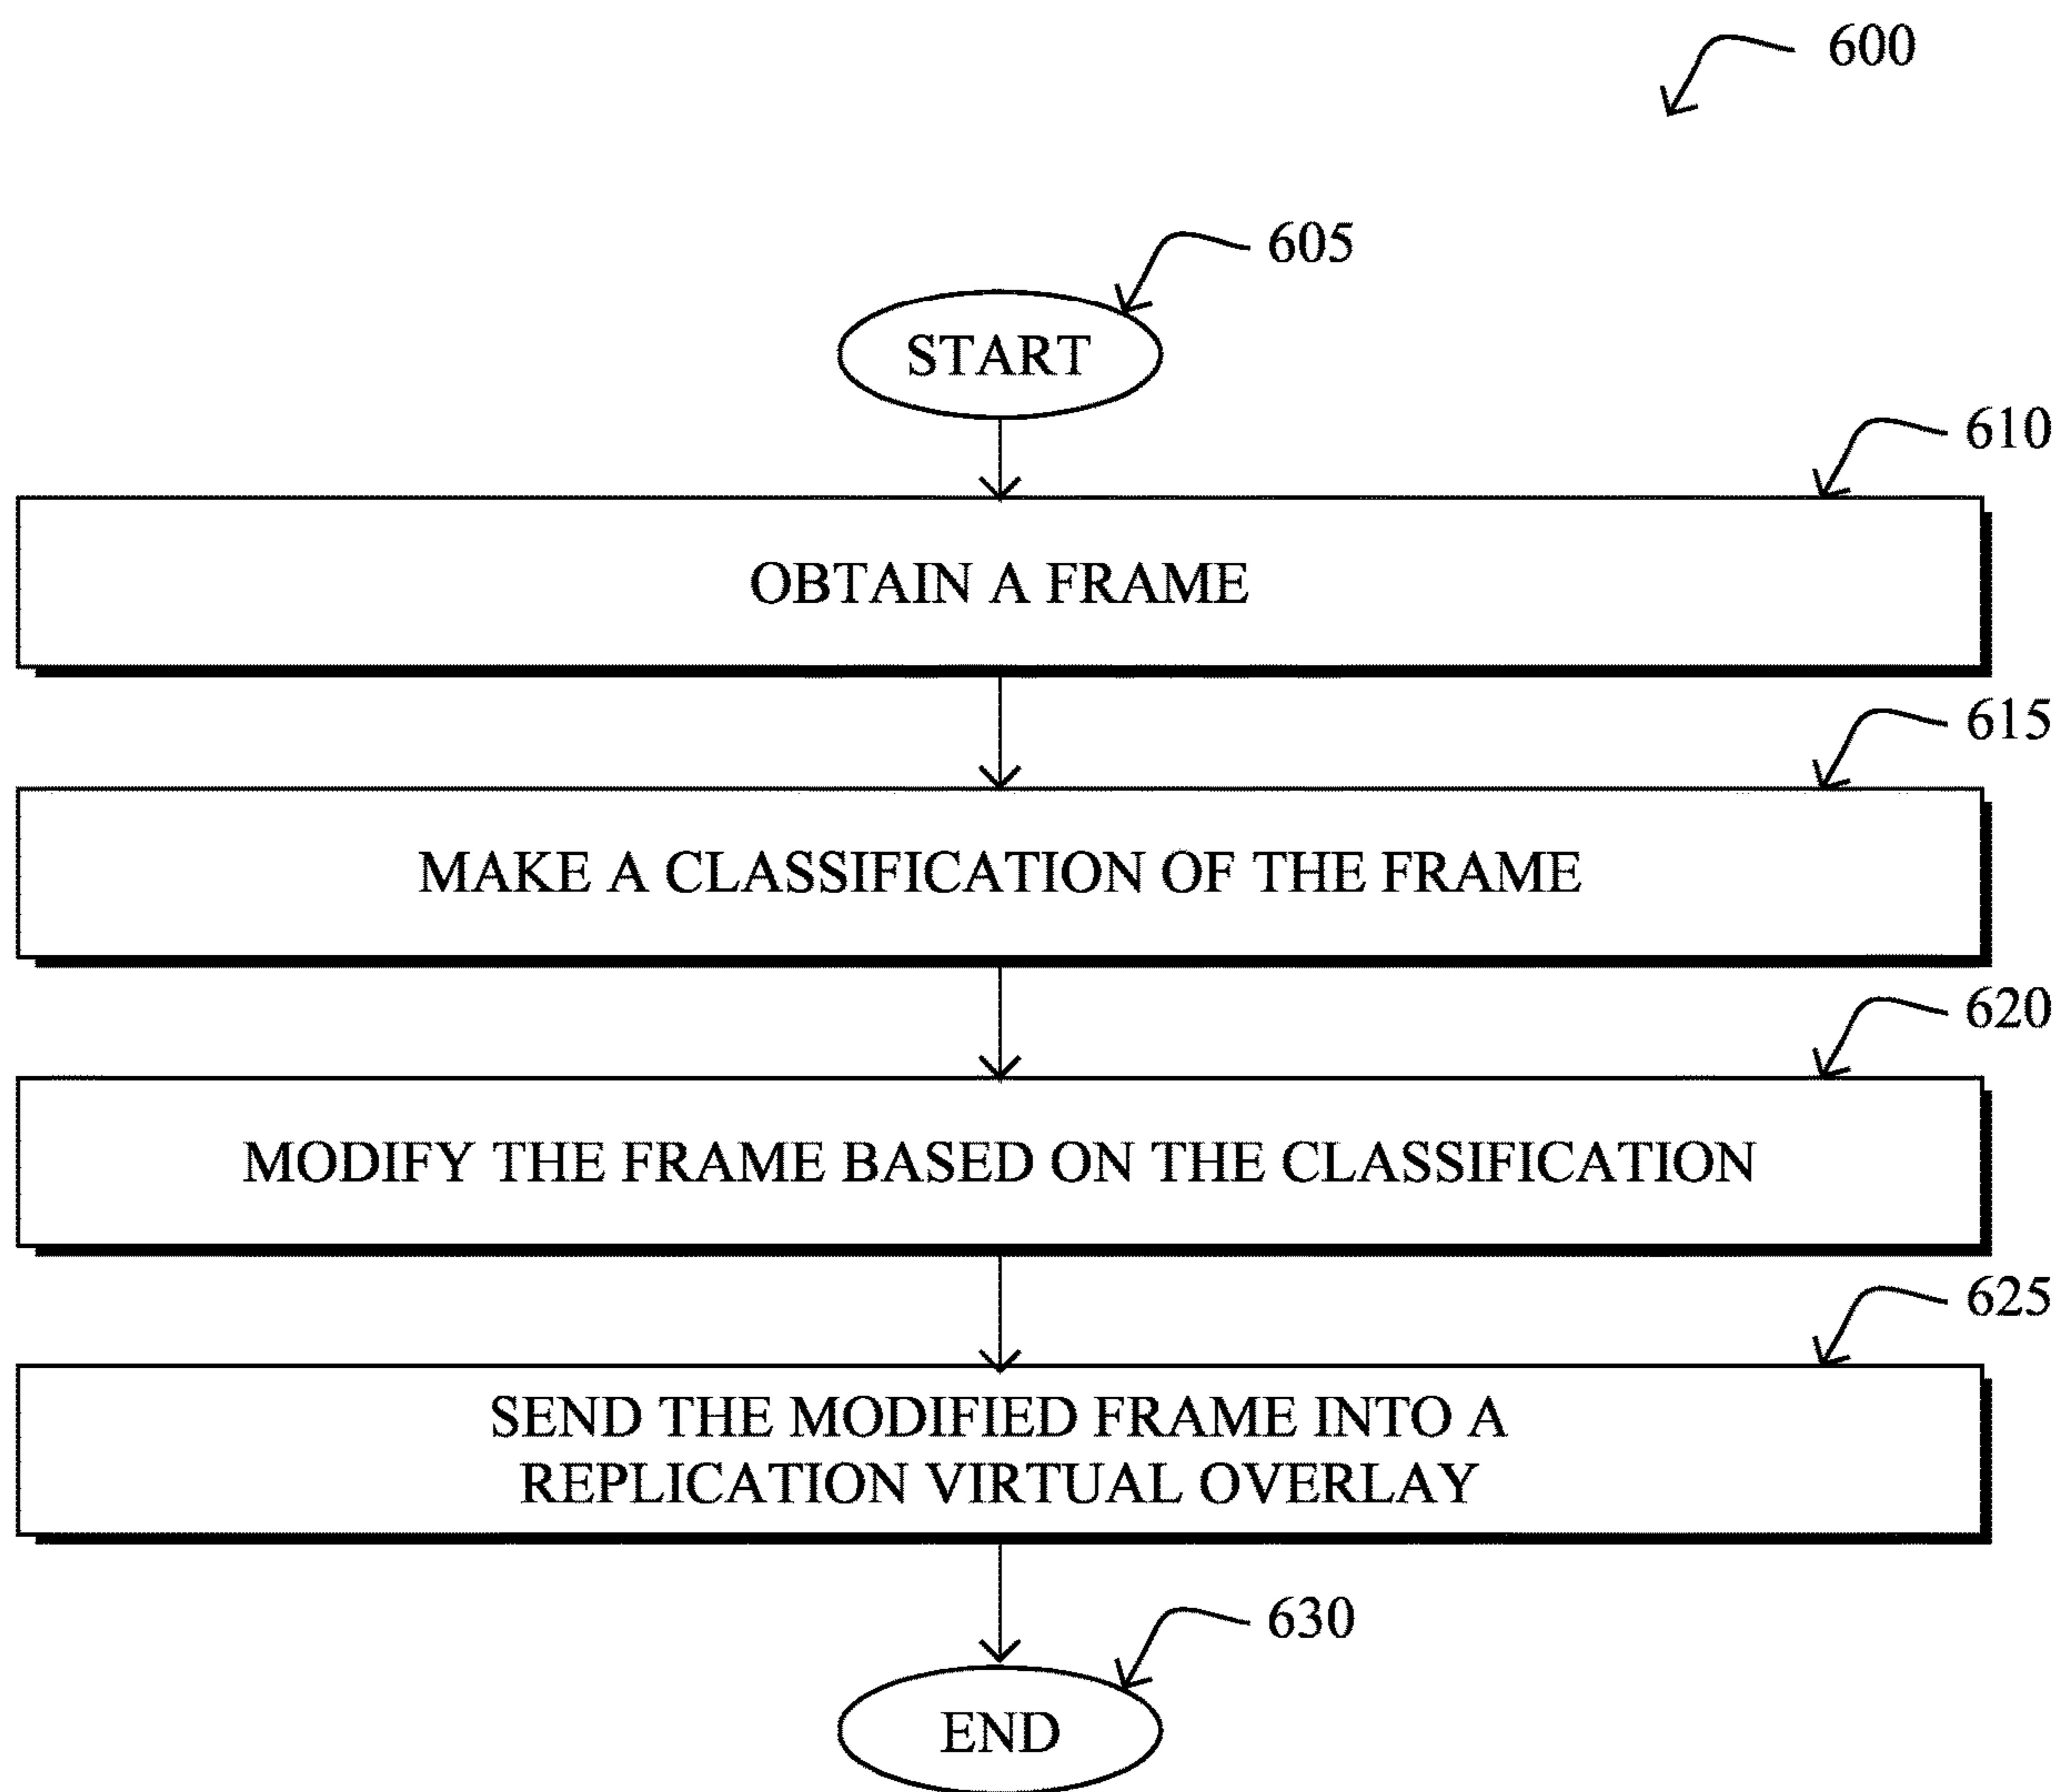 600
605
START
610
OBTAIN A FRAME
615
MAKE A CLASSIFICATION OF THE FRAME
620
MODIFY THE FRAME BASED ON THE CLASSIFICATION
625
SEND THE MODIFIED FRAME INTO A
REPLICATION VIRTUAL OVERLAY
630
END